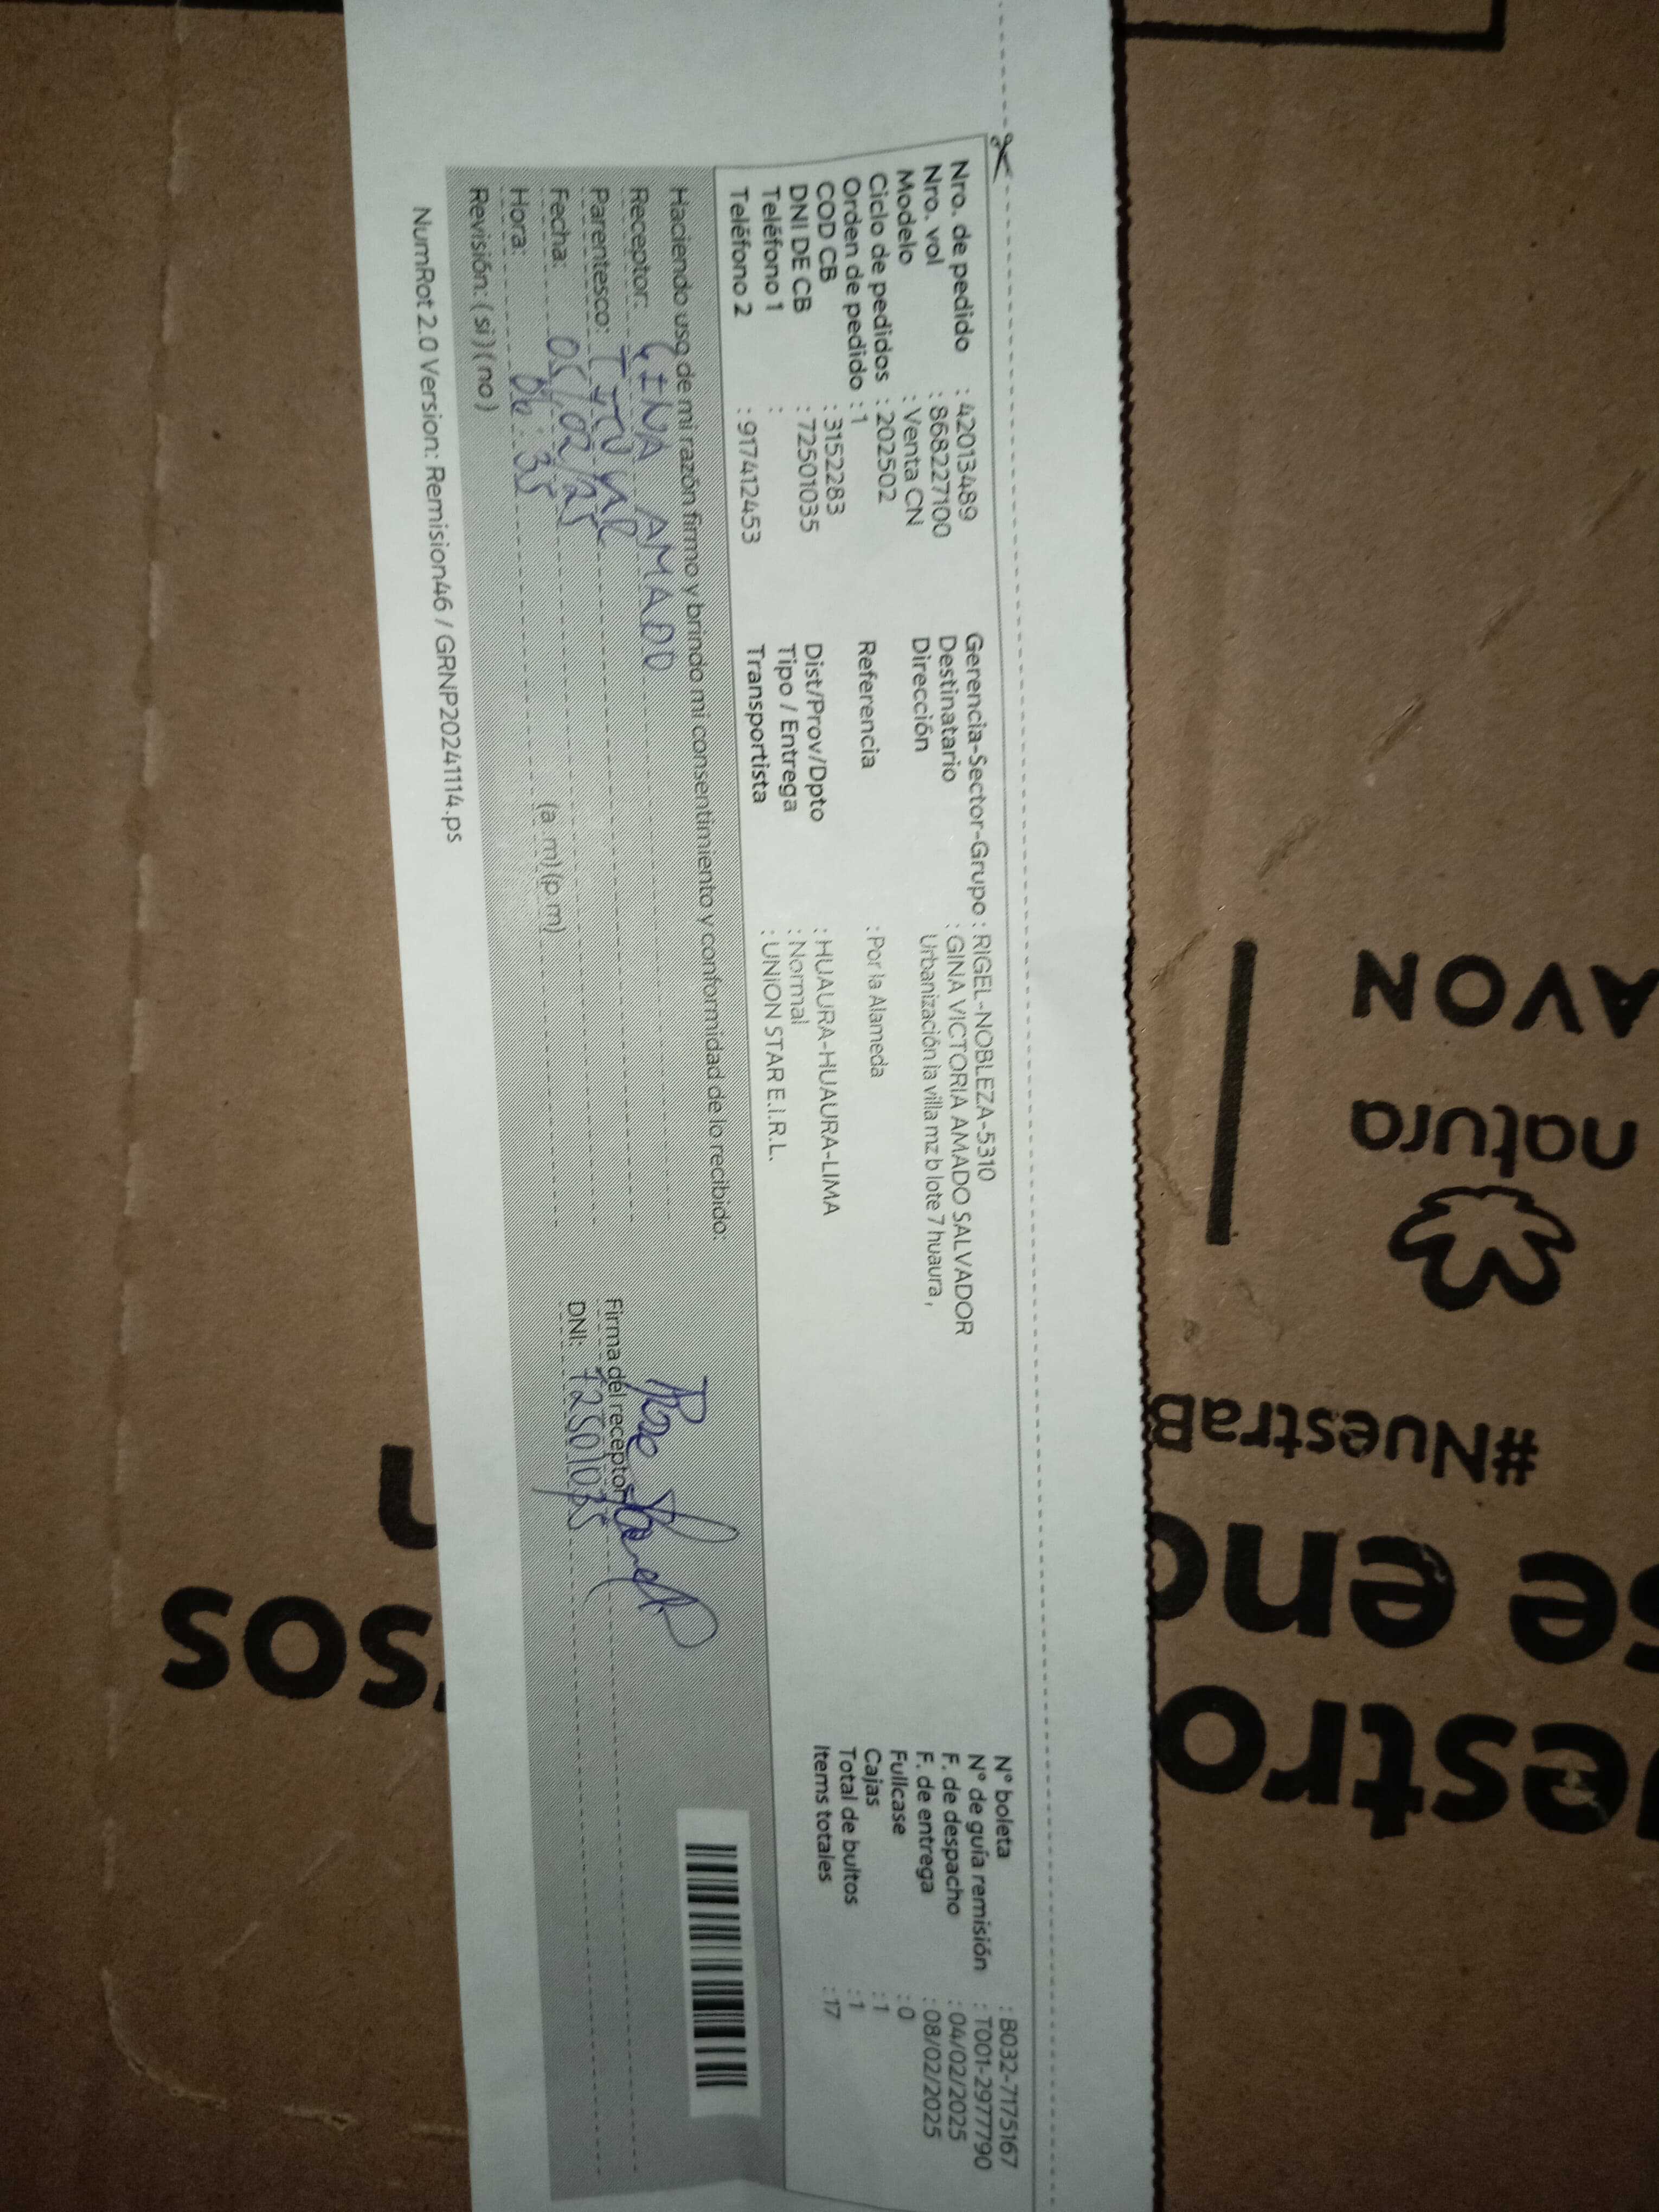 Nro. de pedido : 42013489
Nro. vol : 868227100
Modelo : Venta CN
Ciclo de pedidos : 202502
Orden de pedido : 1
COD CB : 3152283
DNI DE CB : 72501035
Teléfono 1 :
Teléfono 2 : 917412453
Gerencia-Sector-Grupo : RIGEL-NOBLEZA-5310
Destinatario : GINA VICTORIA AMADO SALVADOR
Dirección Urbanización la villa mz b lote 7 huaura ,
Referencia : Por la Alameda
Dist/Prov/Dpto : HUAURA-HUAURA-LIMA
Tipo / Entrega : Normal
Transportista : UNION STAR E.I.R.L.
N° boleta : B032-7175167
N° de guía remisión : T001-29777790
F. de despacho : 04/02/2025
F. de entrega : 08/02/2025
Fullcase : 0
Cajas : 1
Total de bultos : 1
Items totales : 17
Haciendo uso de mi razón firmo y brindo mi consentimiento y conformidad de lo recibido:
Receptor: GINA AMADO
Parentesco: TITULAR
Fecha: 05/02/25
Hora: 06:35 (a.m) (p.m)
Revisión: ( si ) ( no )
Firma del receptor
DNI: 72501035
NumRot 2.0 Version: Remision46 / GRNP20241114.ps
AVON
natura
#NuestraB
se enc
estro
sos